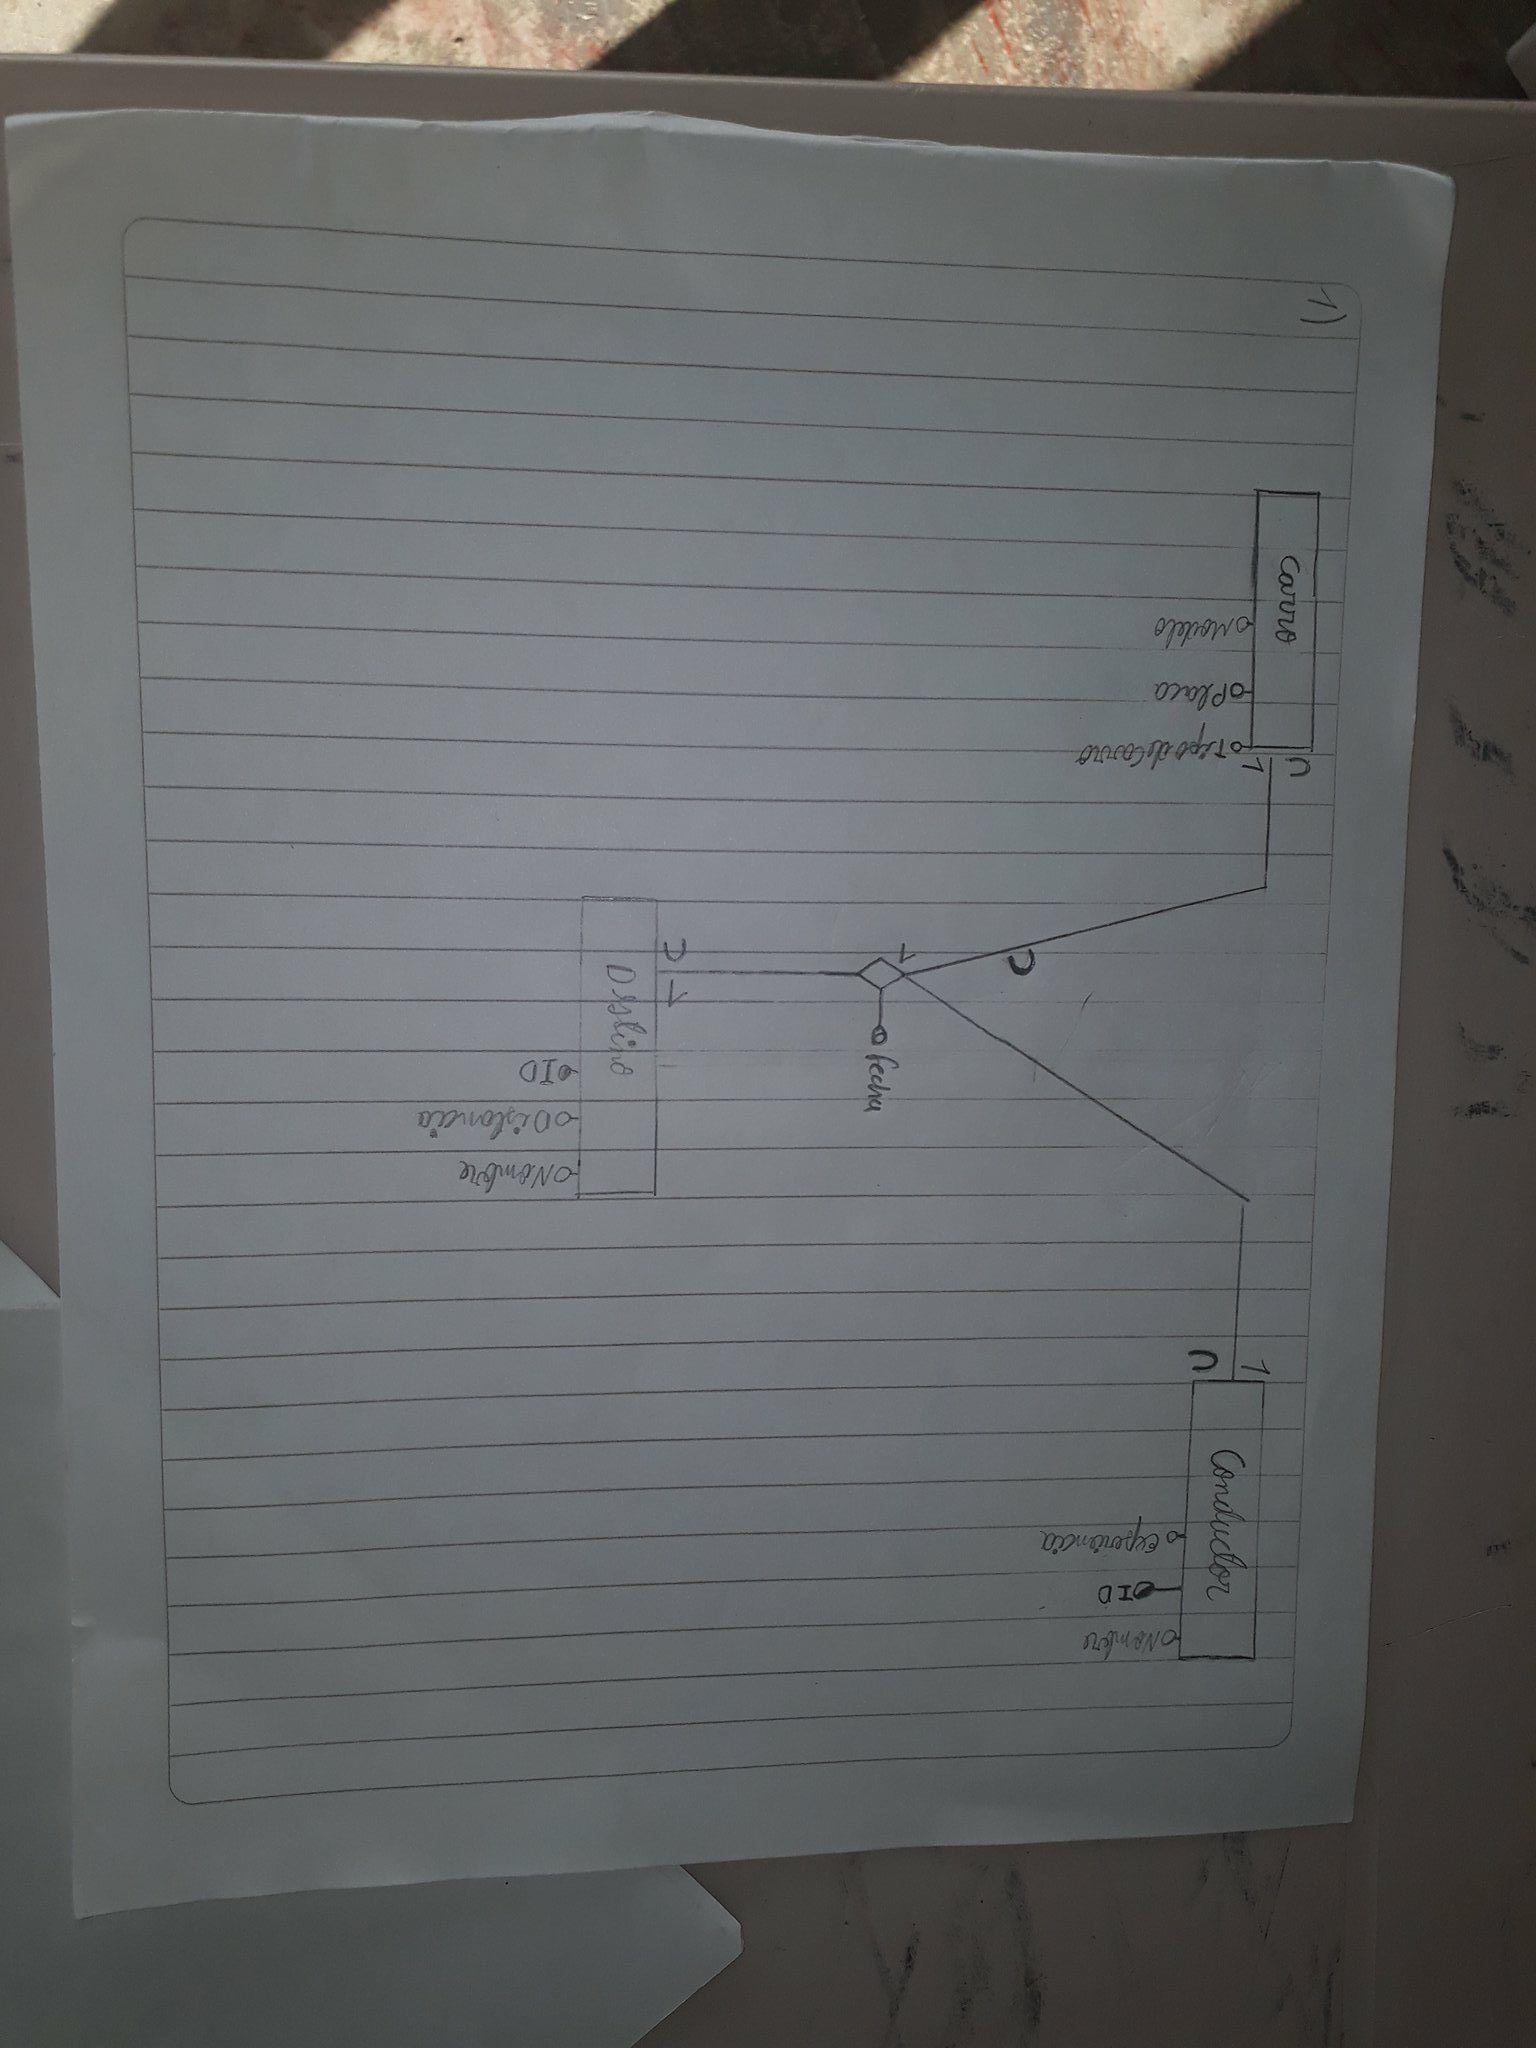 1)
Carro
Modelo
Placa
Tipo de Carro
1
n
n
1
fecha
n
1
Destino
ID
Distancia
Nombre
1
n
Conductor
experiencia
ID
Nombre